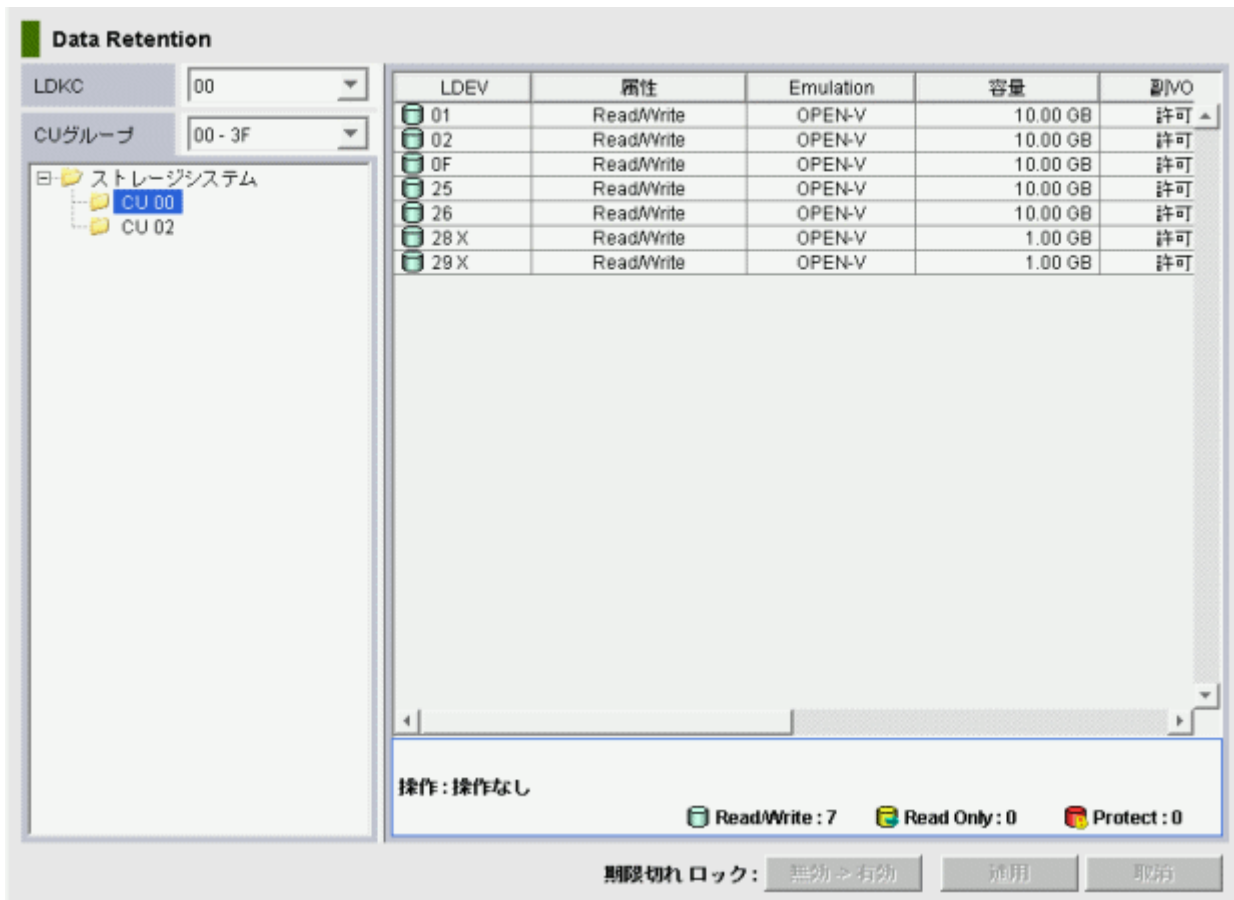 Data Retention
LDKC 00
CUグループ 00 - 3F
ストレージシステム
CU 00
CU 02
LDEV 属性 Emulation 容量 副VO
01 Read/Write OPEN-V 10.00 GB 許可
02 Read/Write OPEN-V 10.00 GB 許可
0F Read/Write OPEN-V 10.00 GB 許可
25 Read/Write OPEN-V 10.00 GB 許可
26 Read/Write OPEN-V 10.00 GB 許可
28 X Read/Write OPEN-V 1.00 GB 許可
29 X Read/Write OPEN-V 1.00 GB 許可
操作 : 操作なし
Read/Write : 7 Read Only : 0 Protect : 0
期限切れ ロック : 無効 -> 有効 適用 取消